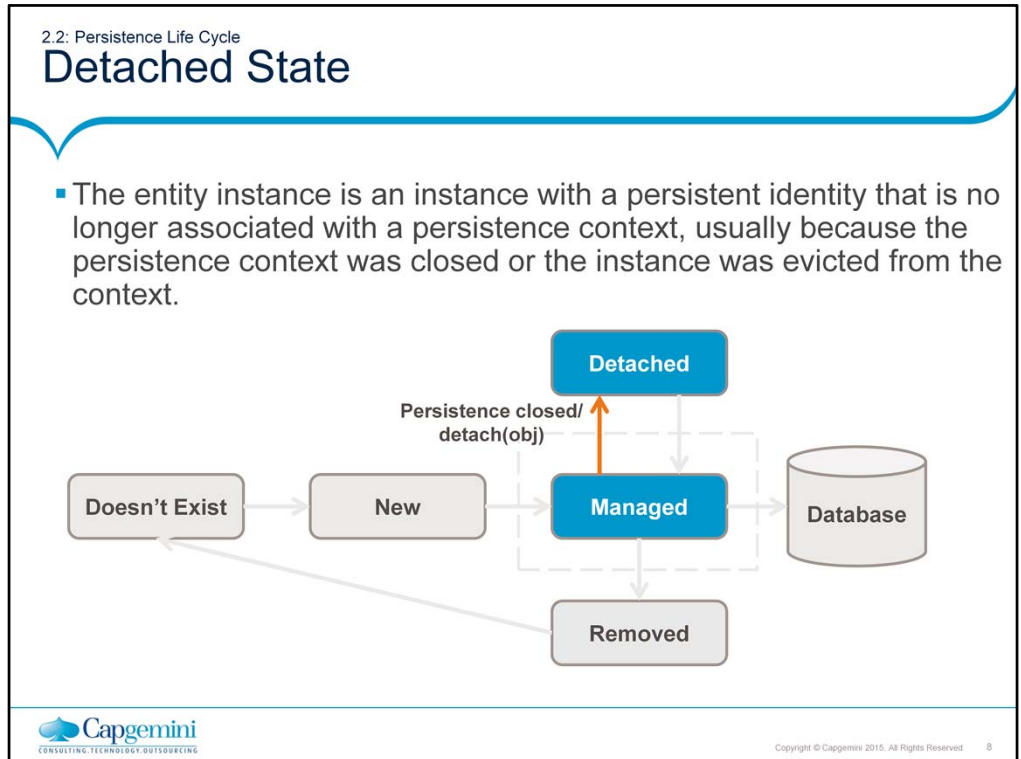 2.2: Persistence Life Cycle
Detached State
▪ The entity instance is an instance with a persistent identity that is no
longer associated with a persistence context, usually because the
persistence context was closed or the instance was evicted from the
context.
Detached
Persistence closed/
detach(obj)
Doesn't Exist
New
Managed
Database
Removed
Capgemini
CONSULTING.TECHNOLOGY.OUTSOURCING
Copyright © Capgemini 2015. All Rights Reserved 8